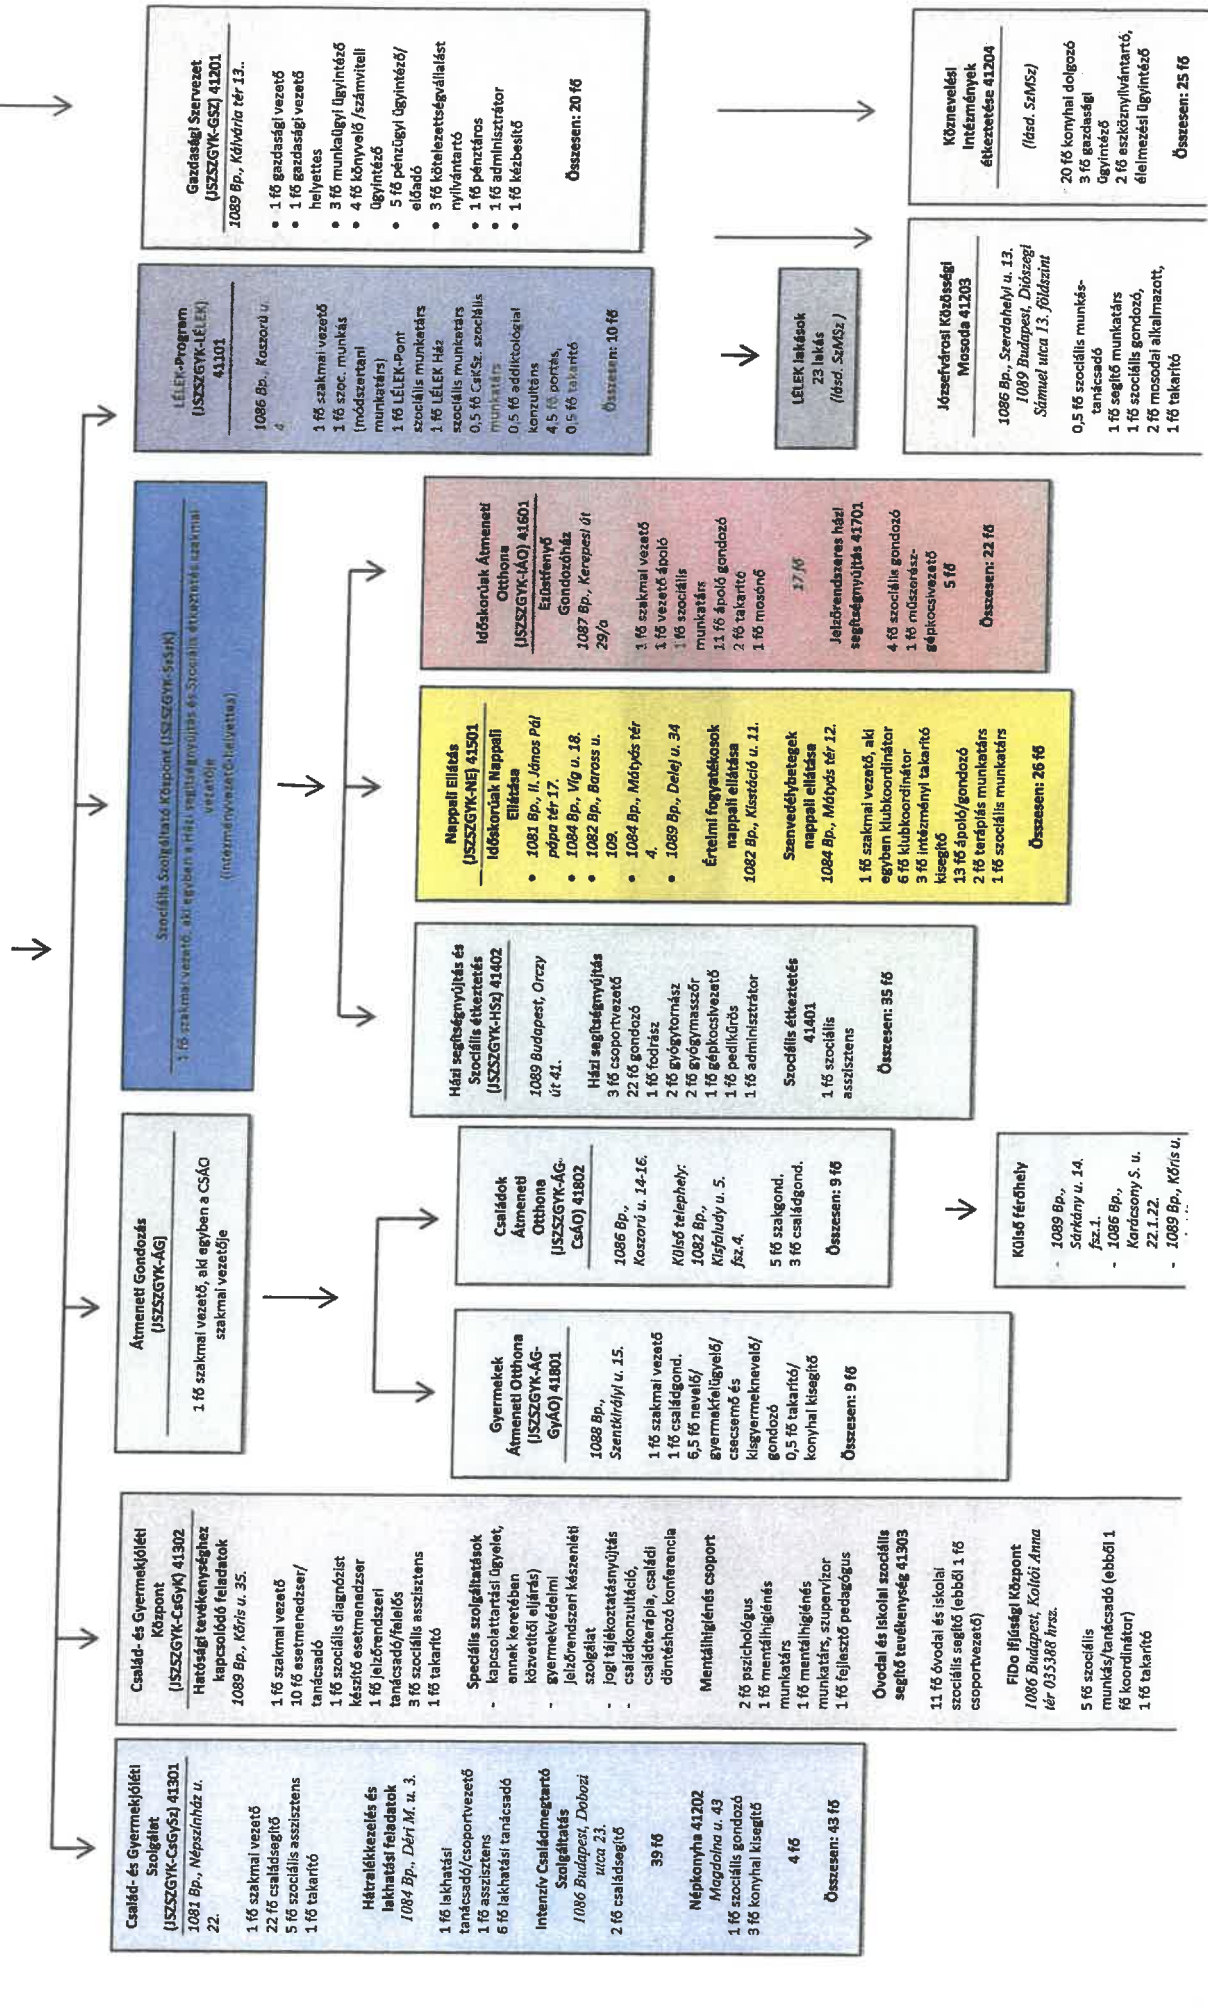 Család- és Gyermekjóléti
Szolgálat
(JSZSZGYK-CsGySz) 41301
1081 Bp., Népszínház u.
22.
1 fő szakmai vezető
22 fő családsegítő
5 fő szociális asszisztens
1 fő takarító
Hátralékkezelés és
lakhatási feladatok
1084 Bp., Déri M. u. 3.
1 fő lakhatási
tanácsadó/csoportvezető
1 fő asszisztens
6 fő lakhatási tanácsadó
Intenzív Családmegtartó
Szolgáltatás
1086 Budapest, Dobozi
utca 23.
2 fő családsegítő
39 fő
Népkonyha 41202
Magdolna u. 43
1 fő szociális gondozó
3 fő konyhai kisegítő
4 fő
Összesen: 43 fő
Család- és Gyermekjóléti
Központ
(JSZSZGYK-CsGyK) 41302
Hatósági tevékenységhez
kapcsolódó feladatok
1089 Bp., Kőris u. 35.
1 fő szakmai vezető
10 fő esetmenedzser/
tanácsadó
1 fő szociális diagnózist
készítő esetmenedzser
1 fő jelzőrendszeri
tanácsadó/felelős
3 fő szociális asszisztens
1 fő takarító
Speciális szolgáltatások
- kapcsolattartási ügyelet,
ennek keretében
közvetítői eljárás)
- gyermekvédelmi
jelzőrendszeri készenléti
szolgálat
- jogi tájékoztatásnyújtás
- családkonzultáció,
családterápia, családi
döntéshozó konferencia
Mentálhigiénés csoport
2 fő pszichológus
1 fő mentálhigiénés
munkatárs
1 fő mentálhigiénés
munkatárs, szupervizor
1 fő fejlesztő pedagógus
Óvodai és iskolai szociális
segítő tevékenység 41303
11 fő óvodai és iskolai
szociális segítő (ebből 1 fő
csoportvezető)
FiDo Ifjúsági Központ
1086 Budapest, Koltói Anna
tér 035388 hrsz.
5 fő szociális
munkás/tanácsadó (ebből 1
fő koordinátor)
1 fő takarító
Átmeneti Gondozás
(JSZSZGYK-ÁG)
1 fő szakmai vezető, aki egyben a CSÁO
szakmai vezetője
Gyermekek
Átmeneti Otthona
(JSZSZGYK-ÁG-
GyÁO) 41801
1088 Bp.,
Szentkirályi u. 15.
1 fő szakmai vezető
1 fő családgond.
6,5 fő nevelő/
gyermekfelügyelő/
csecsemő és
kisgyermeknevelő/
gondozó
0,5 fő takarító/
konyhai kisegítő
Összesen: 9 fő
Családok
Átmeneti
Otthona
(JSZSZGYK-ÁG-
CsÁO) 41802
1086 Bp.,
Koszorú u. 14-16.
Külső telephely:
1082 Bp.,
Kisfaludy u. 5.
fsz.4.
5 fő szakgond.
3 fő családgond.
Összesen: 9 fő
Külső férőhely
- 1089 Bp.,
Sárkány u. 14.
fsz.1.
- 1086 Bp.,
Karácsony S. u.
22.1.22.
- 1089 Bp., Kőris u.
Szociális Szolgáltató Központ (JSZSZGYK-SzSzK)
1 fő szakmai vezető, aki egyben a Házi segítségnyújtás és Szociális étkeztetés szakmai
vezetője
(intézményvezető-helyettes)
Házi segítségnyújtás és
Szociális étkeztetés
(JSZSZGYK-HSz) 41402
1089 Budapest, Orczy
út 41.
Házi segítségnyújtás
3 fő csoportvezető
22 fő gondozó
1 fő fodrász
2 fő gyógytornász
2 fő gyógymasszőr
1 fő gépkocsivezető
1 fő pedikűrös
1 fő adminisztrátor
Szociális étkeztetés
41401
1 fő szociális
asszisztens
Összesen: 35 fő
Nappali Ellátás
(JSZSZGYK-NE) 41501
Időskorúak Nappali
Ellátása
• 1081 Bp., II. János Pál
pápa tér 17.
• 1084 Bp., Víg u. 18.
• 1082 Bp., Baross u.
109.
• 1084 Bp., Mátyás tér
4.
• 1089 Bp., Delej u. 34
Értelmi fogyatékosok
nappali ellátása
1082 Bp., Kisstáció u. 11.
Szenvedélybetegek
nappali ellátása
1084 Bp., Mátyás tér 12.
1 fő szakmai vezető, aki
egyben klubkoordinátor
6 fő klubkoordinátor
3 fő intézményi takarító
kisegítő
13 fő ápoló/gondozó
2 fő terápiás munkatárs
1 fő szociális munkatárs
Összesen: 26 fő
Időskorúak Átmeneti
Otthona
(JSZSZGYK-IÁO) 41601
Ezüstfenyő
Gondozóház
1087 Bp., Kerepesi út
29/a
1 fő szakmai vezető
1 fő vezető ápoló
1 fő szociális
munkatárs
11 fő ápoló gondozó
2 fő takarító
1 fő mosónő
17 fő
Jelzőrendszeres házi
segítségnyújtás 41701
4 fő szociális gondozó
1 fő műszerész-
gépkocsivezető
5 fő
Összesen: 22 fő
LÉLEK-Program
(JSZSZGYK-LÉLEK)
41101
1086 Bp., Koszorú u.
4.
1 fő szakmai vezető
1 fő szoc. munkás
(módszertani
munkatárs)
1 fő LÉLEK-Pont
szociális munkatárs
1 fő LÉLEK Ház
szociális munkatárs
0,5 fő CsKSz. szociális
munkatárs
0,5 fő addiktológiai
konzultáns
4,5 fő portás,
0,5 fő takarító
Összesen: 10 fő
LÉLEK lakások
23 lakás
(lásd. SzMSz )
Gazdasági Szervezet
(JSZSZGYK-GSZ) 41201
1089 Bp., Kálvária tér 13..
• 1 fő gazdasági vezető
• 1 fő gazdasági vezető
helyettes
• 3 fő munkaügyi ügyintéző
• 4 fő könyvelő /számviteli
ügyintéző
• 5 fő pénzügyi ügyintéző/
előadó
• 3 fő kötelezettségvállalást
nyilvántartó
• 1 fő pénztáros
• 1 fő adminisztrátor
• 1 fő kézbesítő
Összesen: 20 fő
Józsefvárosi Közösségi
Mosoda 41203
1086 Bp., Szerdahelyi u. 13.
1089 Budapest, Diószegi
Sámuel utca 13. földszint
0,5 fő szociális munkás-
tanácsadó
1 fő segítő munkatárs
1 fő szociális gondozó,
2 fő mosodai alkalmazott,
1 fő takarító
Köznevelési
Intézmények
étkeztetése 41204
(lásd. SzMSz)
20 fő konyhai dolgozó
3 fő gazdasági
ügyintéző
2 fő eszköznyilvántartó,
élelmezési ügyintéző
Összesen: 25 fő